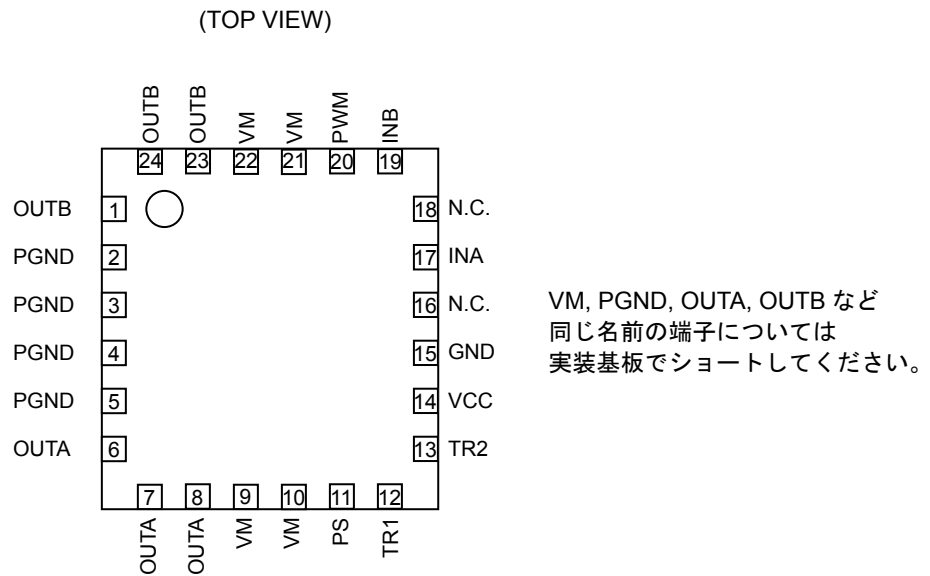 (TOP VIEW)
OUTB OUTB VM VM PWM INB
24 23 22 21 20 19
OUTB 1 18 N.C.
PGND 2 17 INA
PGND 3 16 N.C.
PGND 4 15 GND
PGND 5 14 VCC
OUTA 6 13 TR2
7 8 9 10 11 12
OUTA OUTA VM VM PS TR1
VM, PGND, OUTA, OUTB など
同じ名前の端子については
実装基板でショートしてください。